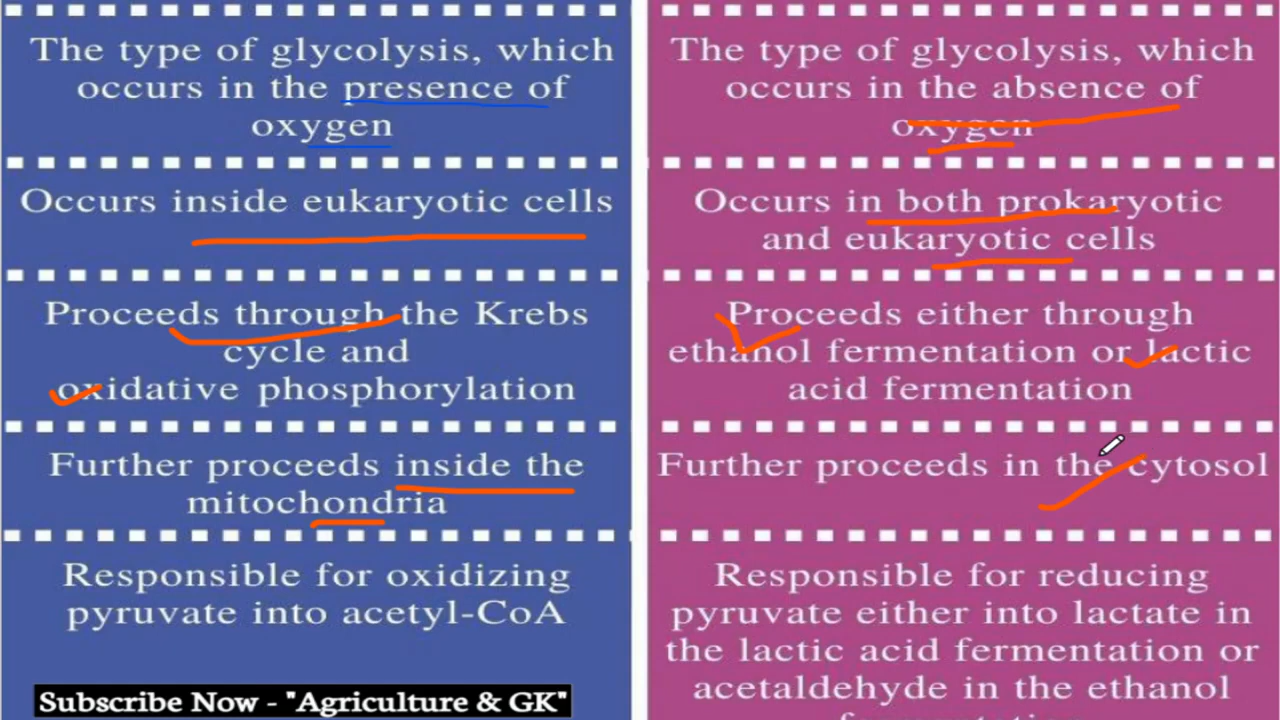 The type of glycolysis, which
occurs in the presence of
oxygen
Occurs inside eukaryotic cells
Proceeds through the Krebs
cycle and
oxidative phosphorylation
Further proceeds inside the
mitochondria
Responsible for oxidizing
pyruvate into acetyl-CoA
Subscribe Now - "Agriculture & GK"
The type of glycolysis, which
occurs in the absence of
oxygen
Occurs in both prokaryotic
and eukaryotic cells
Proceeds either through
ethanol fermentation or lactic
acid fermentation
Further proceeds in the cytosol
Responsible for reducing
pyruvate either into lactate in
the lactic acid fermentation or
acetaldehyde in the ethanol